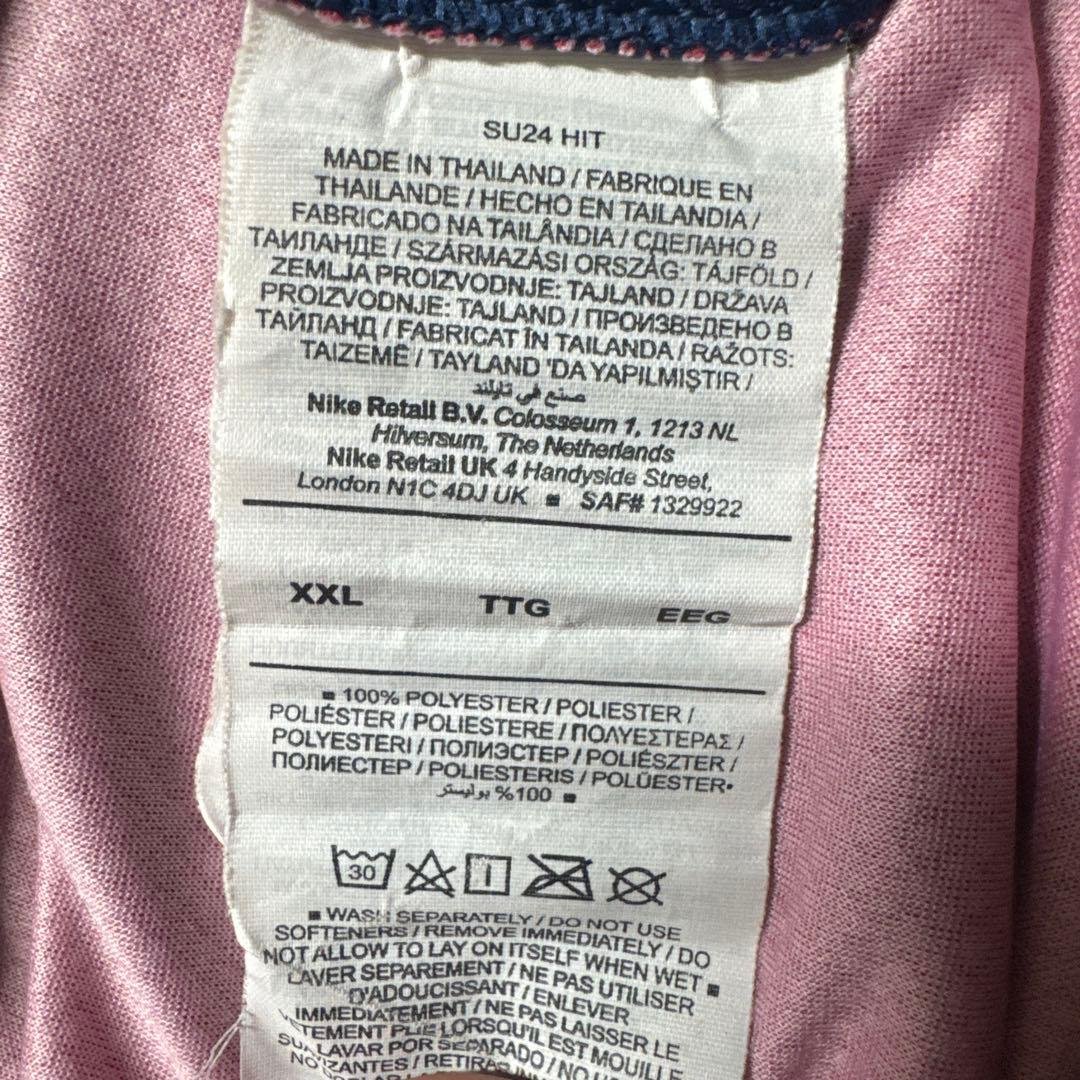 SU24 HIT
MADE IN THAILAND / FABRIQUE EN
THAILANDE / HECHO EN TAILANDIA /
FABRICADO NA TAILÂNDIA / СДЕЛАНО В
ТАИЛАНДЕ / SZÁRMAZÁSI ORSZÁG: TÁJFÖLD /
ZEMLJA PROIZVODNJE: TAJLAND / DRŽAVA
PROIZVODNJE: TAJLAND / ПРОИЗВЕДЕНО В
ТАЙЛАНД / FABRICAT ÎN TAILANDA / RAŽOTS:
TAIZEMĒ / TAYLAND 'DA YAPILMIŞTIR /
صنع في تايلند
Nike Retail B.V. Colosseum 1, 1213 NL
Hilversum, The Netherlands
Nike Retail UK 4 Handyside Street,
London N1C 4DJ UK ■ SAF# 1329922
XXL TTG EEG
■ 100% POLYESTER / POLIESTER /
POLIÉSTER / POLIESTERE / ΠΟΛΥΕΣΤΕΡΑΣ /
POLYESTERI / ПОЛИЭСТЕР / POLIÉSZTER /
ПОЛИЕСТЕР / POLIESTERIS / POLÜESTER•
100% بوليستر ■
30
■ WASH SEPARATELY / DO NOT USE
SOFTENERS / REMOVE IMMEDIATELY / DO
NOT ALLOW TO LAY ON ITSELF WHEN WET ■
LAVER SEPAREMENT / NE PAS UTILISER
D'ADOUCISSANT / ENLEVER
IMMEDIATEMENT / NE PAS LAISSER LE
VETEMENT PLIE LORSQU'IL EST MOUILLE
LAVAR POR SEPARADO / NO